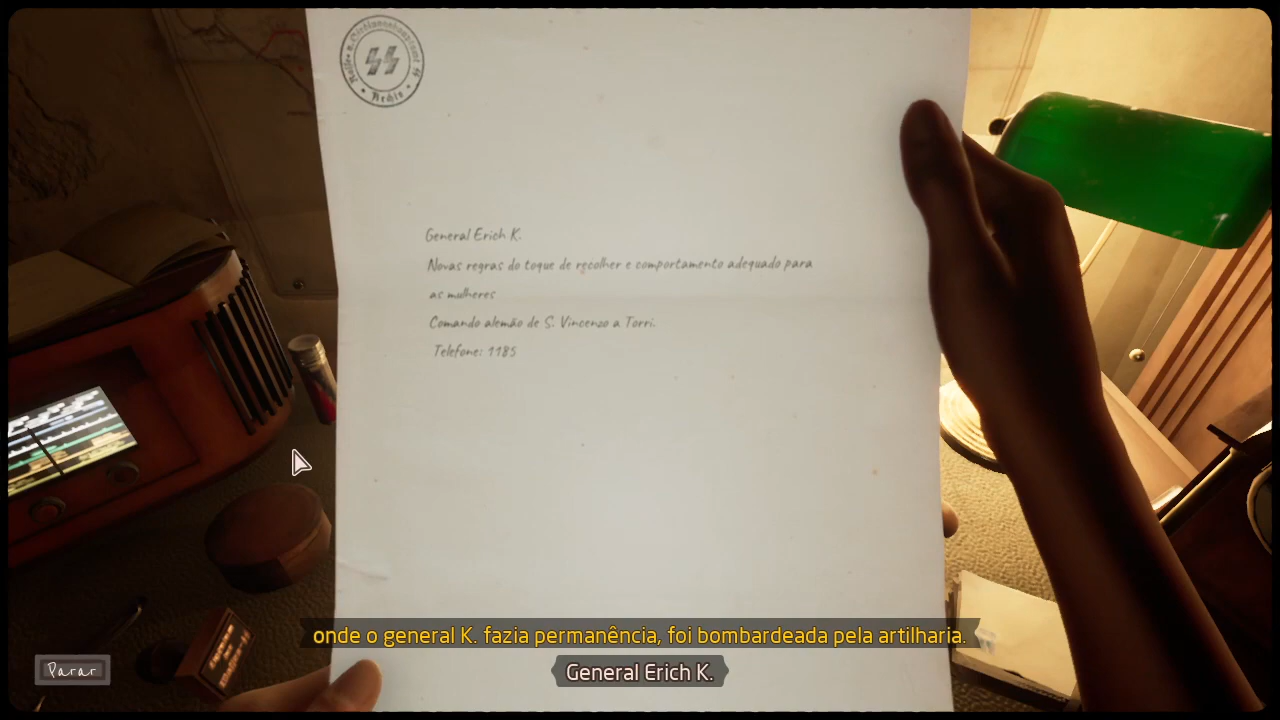 General Erich K.
Novas regras do toque de recolher e comportamento adequado para
as mulheres
Comando alemão de S. Vincenzo a Torri.
Telefone: 1185
onde o general K. fazia permanência, foi bombardeada pela artilharia.
General Erich K.
Parar